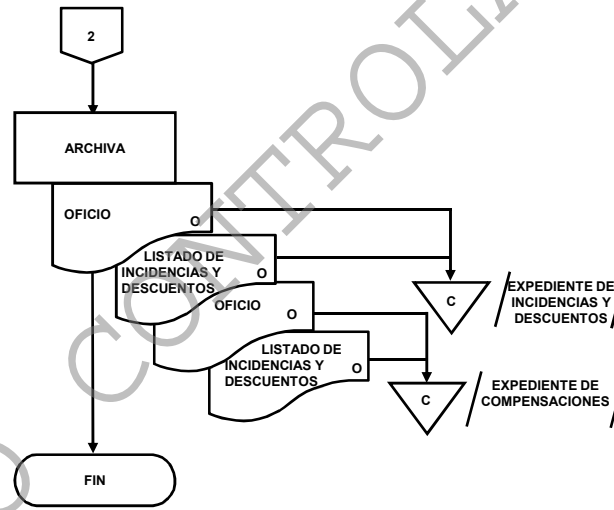 2
ARCHIVA
OFICIO
O
LISTADO DE
INCIDENCIAS Y
DESCUENTOS
O
OFICIO
O
LISTADO DE
INCIDENCIAS Y
DESCUENTOS
O
C
EXPEDIENTE DE
INCIDENCIAS Y
DESCUENTOS
C
EXPEDIENTE DE
COMPENSACIONES
FIN
O CONTROLA